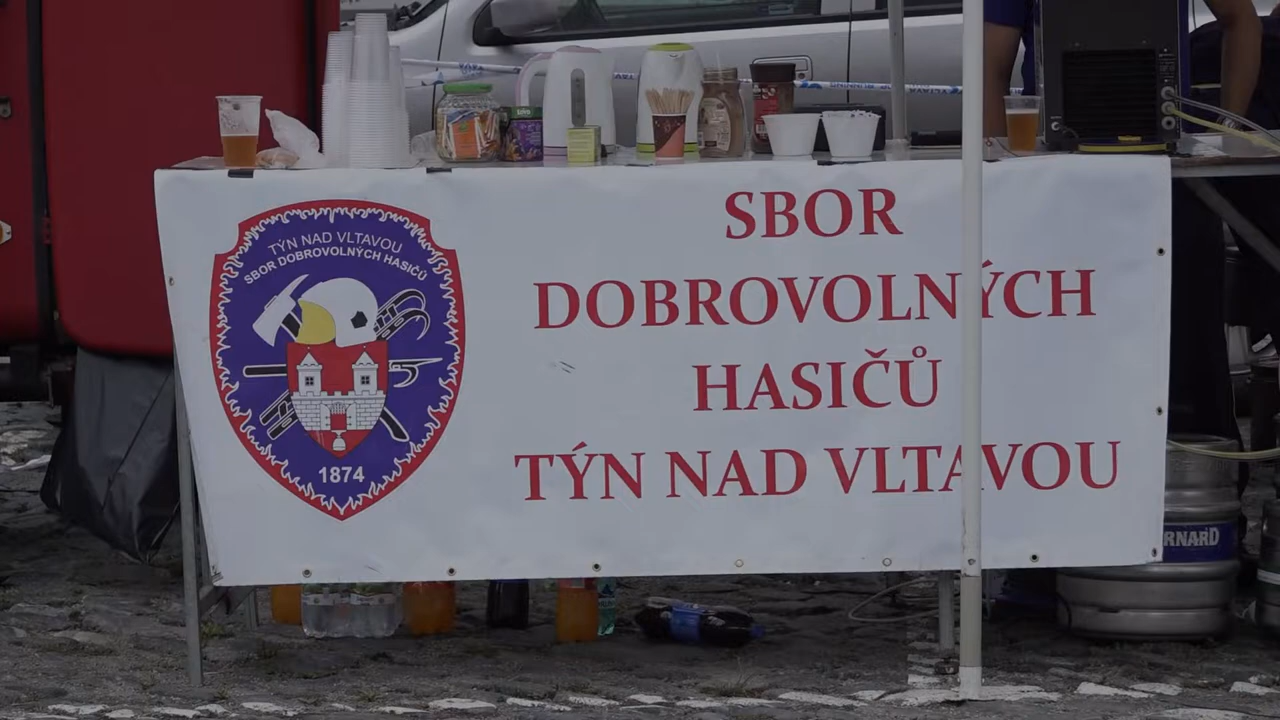 SBOR
DOBROVOLNÝCH
HASIČŮ
TÝN NAD VLTAVOU
TÝN NAD VLTAVOU
SBOR DOBROVOLNÝCH HASIČŮ
1874
RNARD